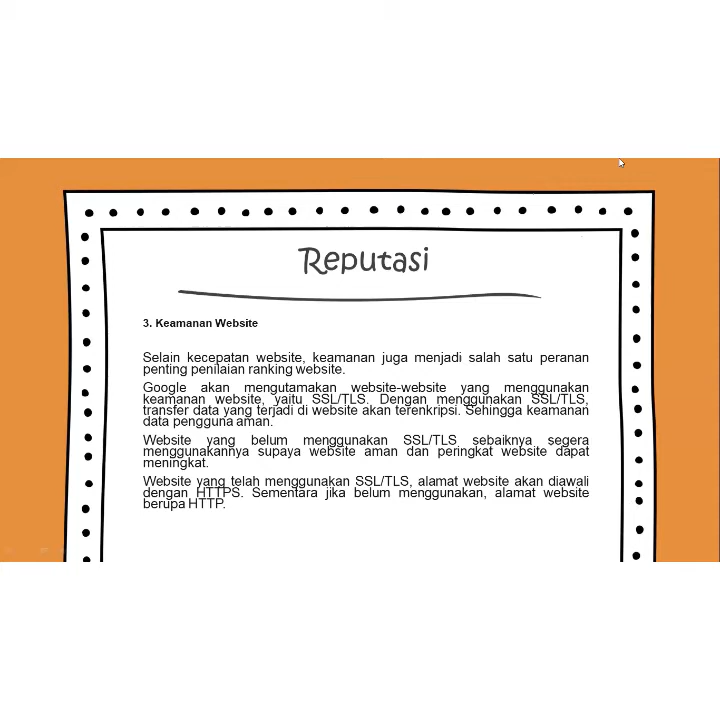 Reputasi
3. Keamanan Website
Selain kecepatan website, keamanan juga menjadi salah satu peranan
penting penilaian ranking website.
Google akan mengutamakan website-website yang menggunakan
keamanan website, yaitu SSL/TLS. Dengan menggunakan SSL/TLS,
transfer data yang terjadi di website akan terenkripsi. Sehingga keamanan
data pengguna aman.
Website yang belum menggunakan SSL/TLS sebaiknya segera
menggunakannya supaya website aman dan peringkat website dapat
meningkat.
Website yang telah menggunakan SSL/TLS, alamat website akan diawali
dengan HTTPS. Sementara jika belum menggunakan, alamat website
berupa HTTP.